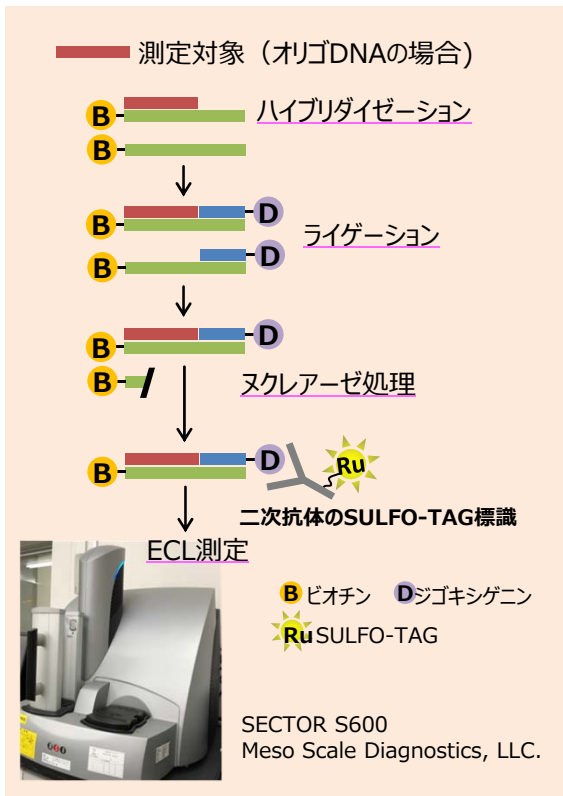 測定対象（オリゴDNAの場合)
B
ハイブリダイゼーション
B
D
B
ライゲーション
D
B
D
B
B
ヌクレアーゼ処理
D
Ru
B
二次抗体のSULFO-TAG標識
ECL測定
B ビオチン Dジゴキシゲニン
Ru SULFO-TAG
SECTOR S600
Meso Scale Diagnostics, LLC.